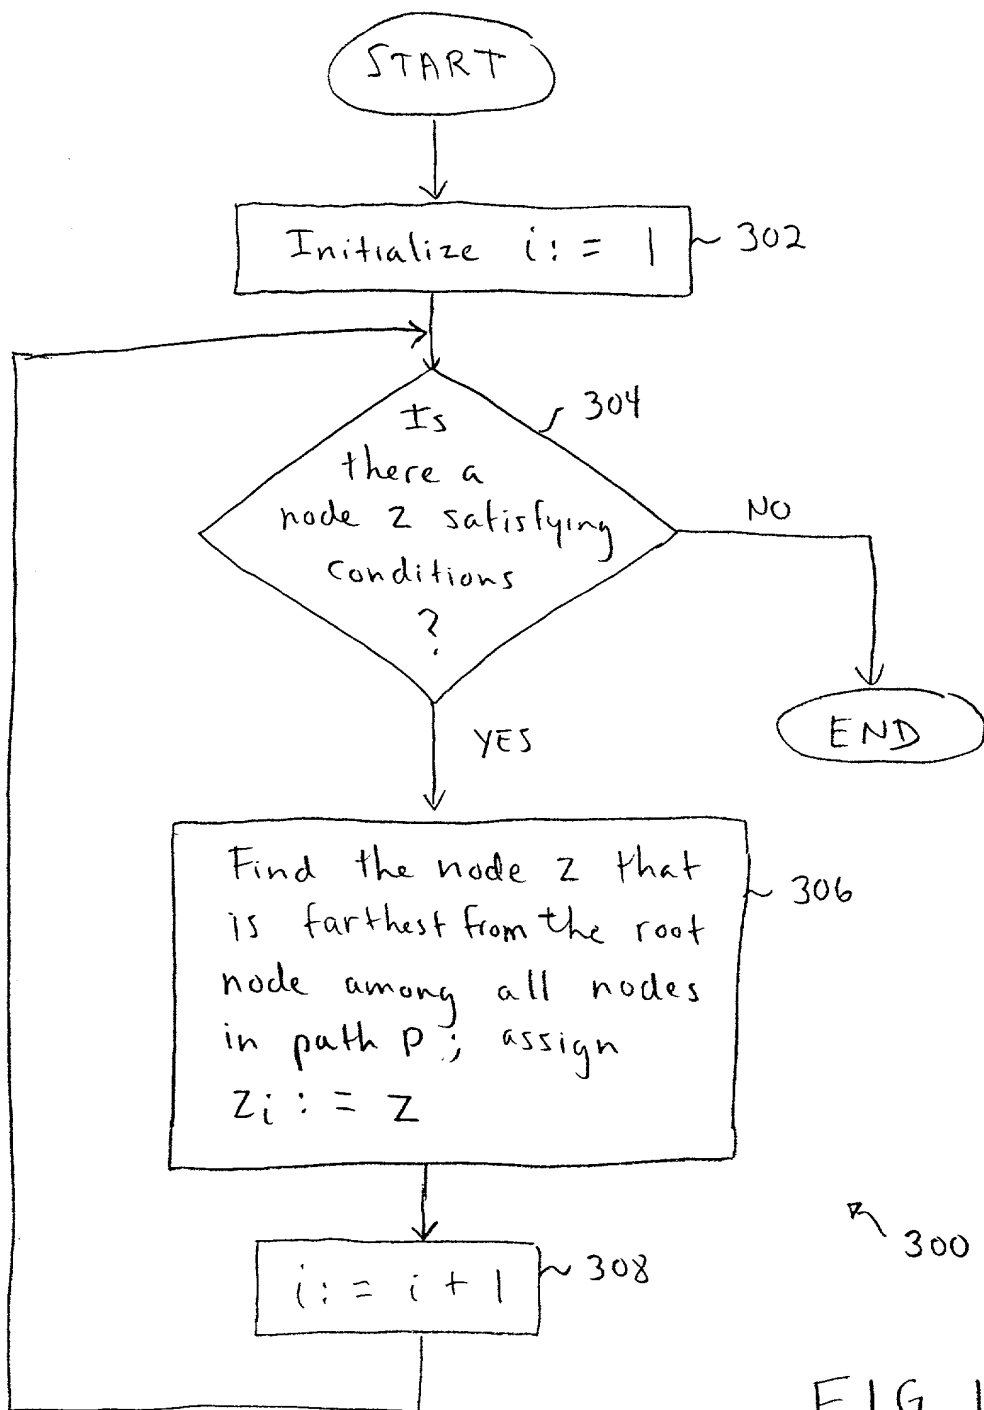 START
Initialize i := 1
302
304
Is
there a
node z satisfying
conditions
?
NO
YES
END
Find the node z that
is farthest from the root
node among all nodes
in path P; assign
zi := z
306
i := i + 1
308
300
FIG. 1